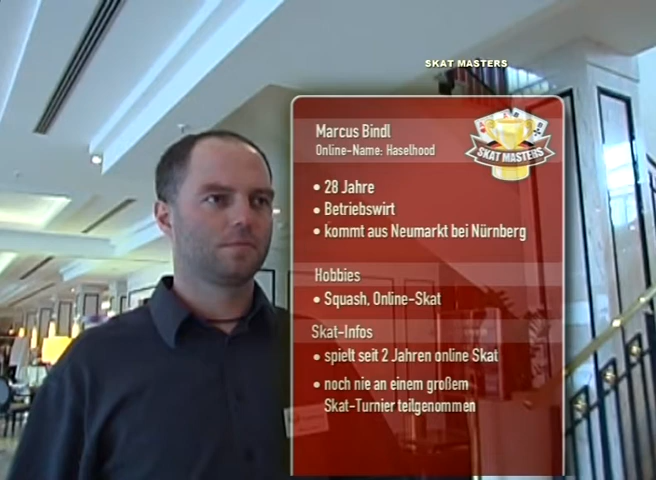 SKAT MASTERS
Marcus Bindl
Online-Name: Haselhood
SKAT MASTERS
• 28 Jahre
• Betriebswirt
• kommt aus Neumarkt bei Nürnberg
Hobbies
• Squash, Online-Skat
Skat-Infos
• spielt seit 2 Jahren online Skat
• noch nie an einem großem
Skat-Turnier teilgenommen